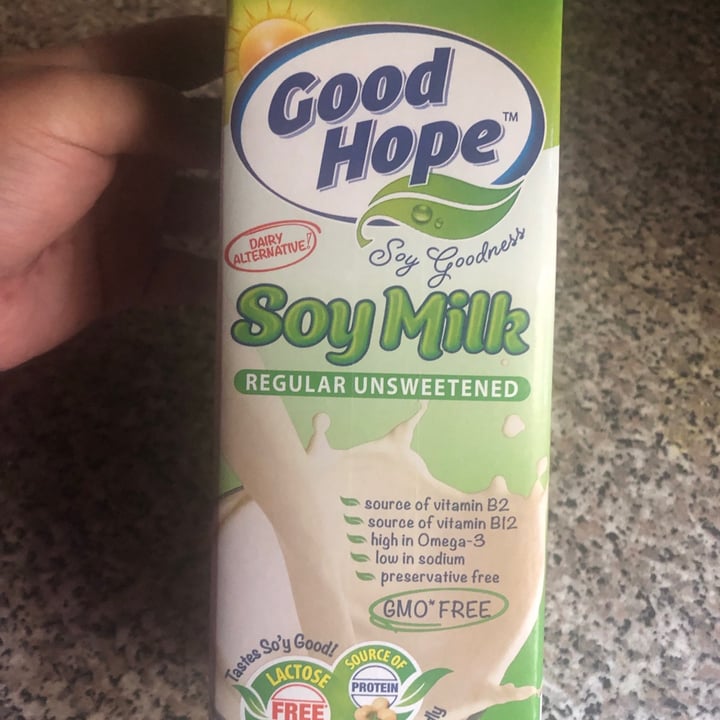 Good
Hope™
Soy Goodness
DAIRY
ALTERNATIVE!
Soy Milk
REGULAR UNSWEETENED
source of vitamin B2
source of vitamin B12
high in Omega-3
low in sodium
preservative free
GMO* FREE
Tastes So'y Good!
LACTOSE
FREE
SOURCE OF
PROTEIN